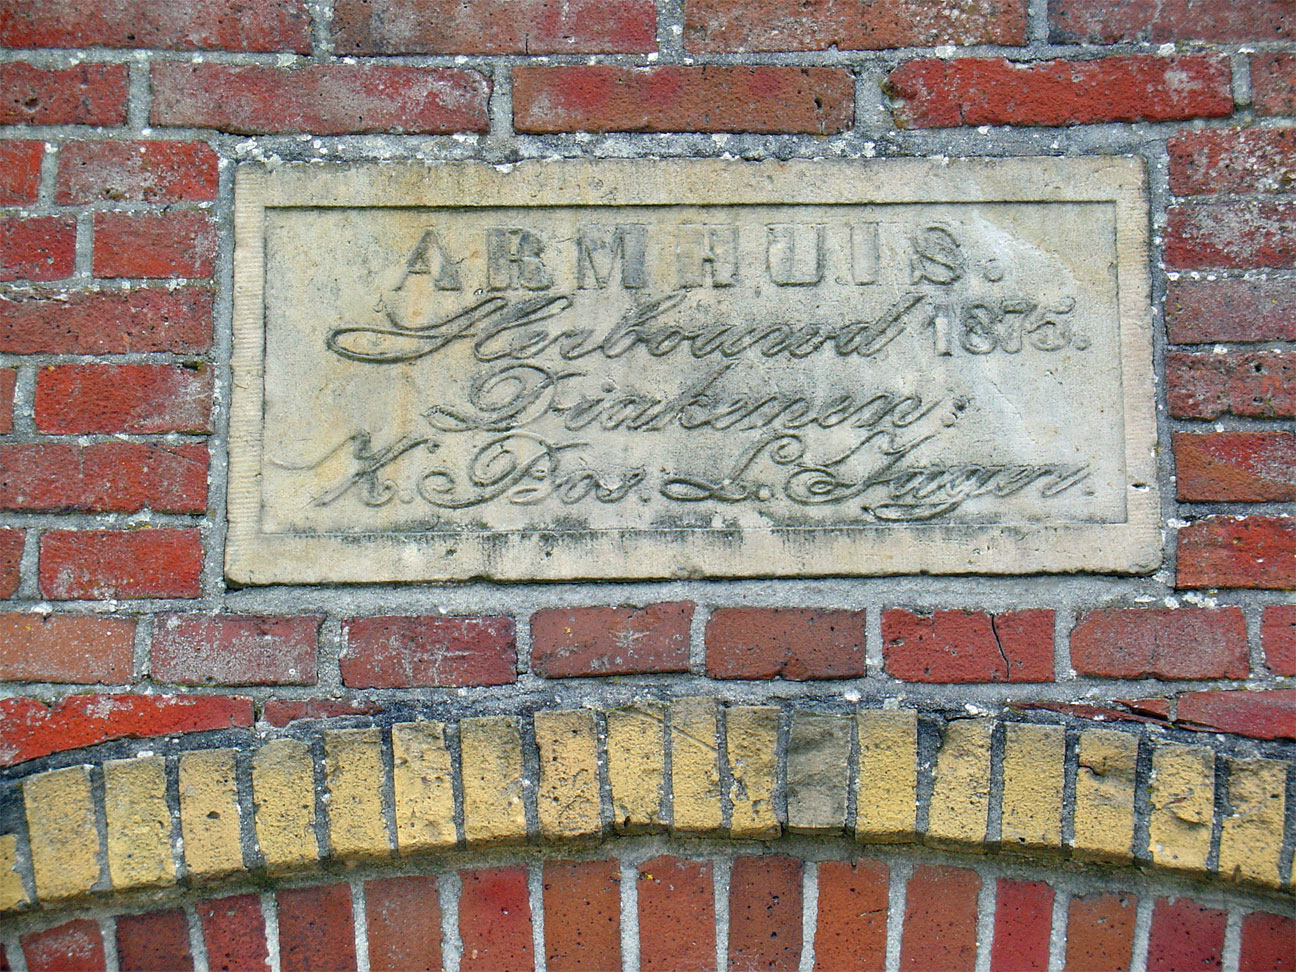 ARMHUIS.
Herbouwd 1875.
Diakenen:
K. Bos. L. Jager.